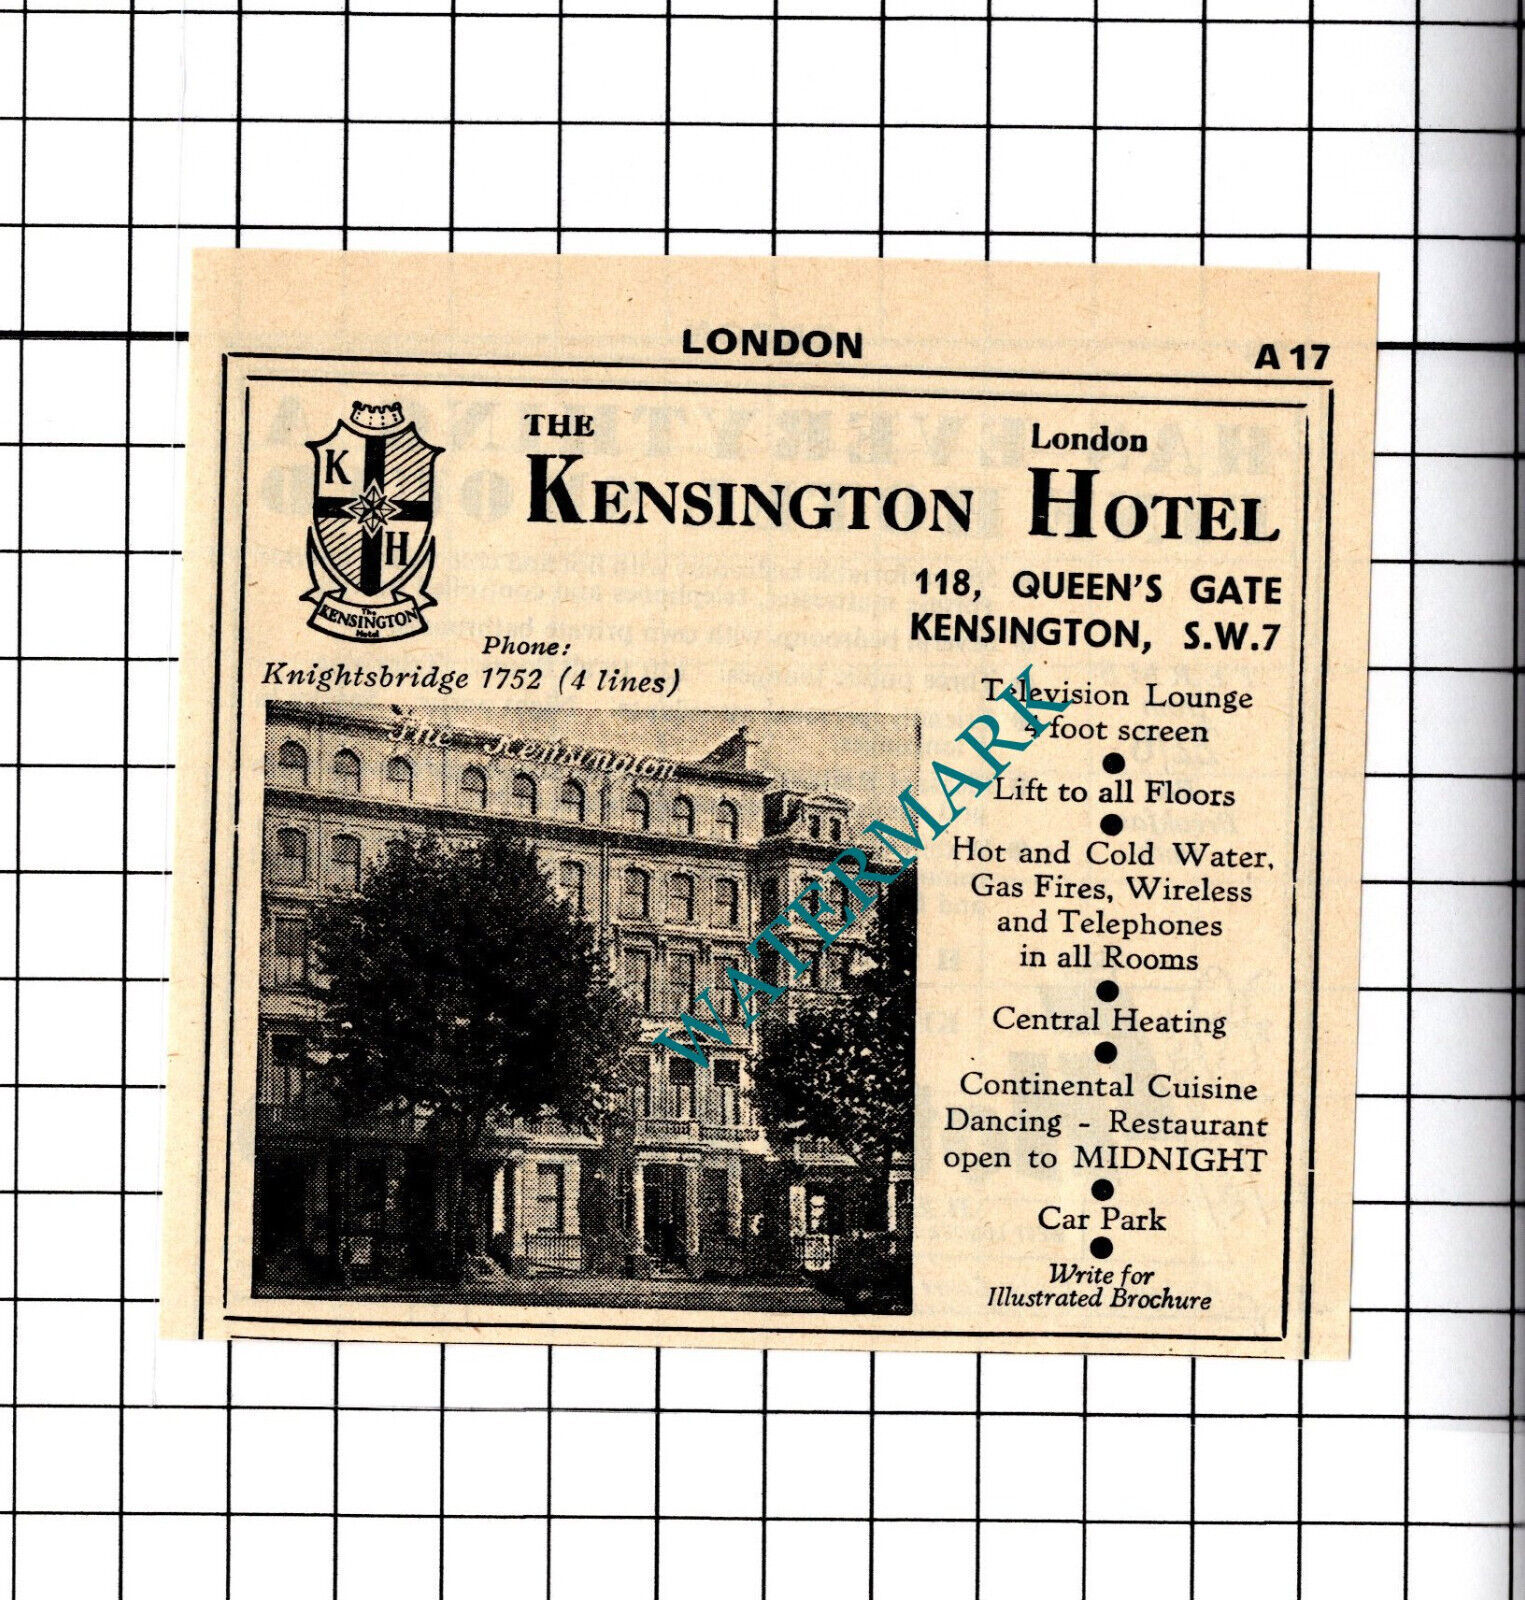 LONDON
A 17
K
H
The
KENSINGTON
Hotel
THE London
KENSINGTON HOTEL
118, QUEEN'S GATE
KENSINGTON, S.W.7
Phone:
Knightsbridge 1752 (4 lines)
The Kensington
Television Lounge
4 foot screen
Lift to all Floors
Hot and Cold Water,
Gas Fires, Wireless
and Telephones
in all Rooms
Central Heating
Continental Cuisine
Dancing - Restaurant
open to MIDNIGHT
Car Park
Write for
Illustrated Brochure
WATERMARK